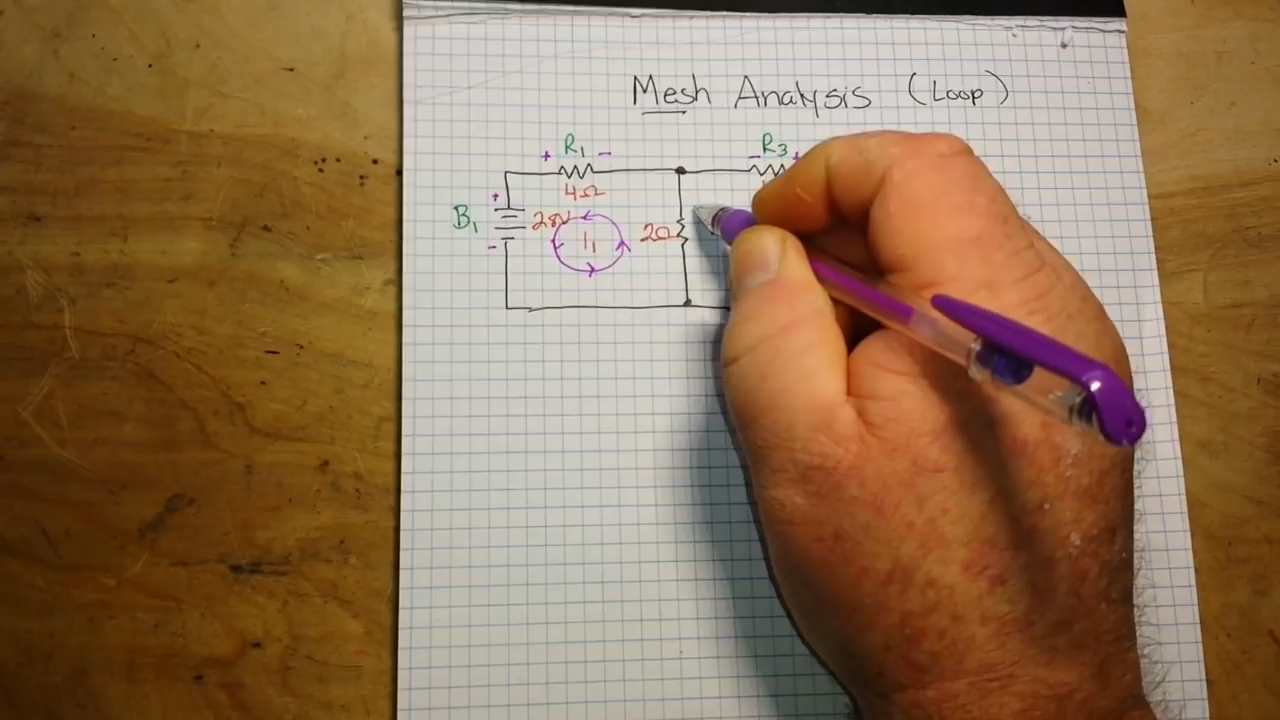 Mesh Analysis (Loop)
+ R1 -
- R3 +
+
4Ω
B1 28V
I1
2Ω
-